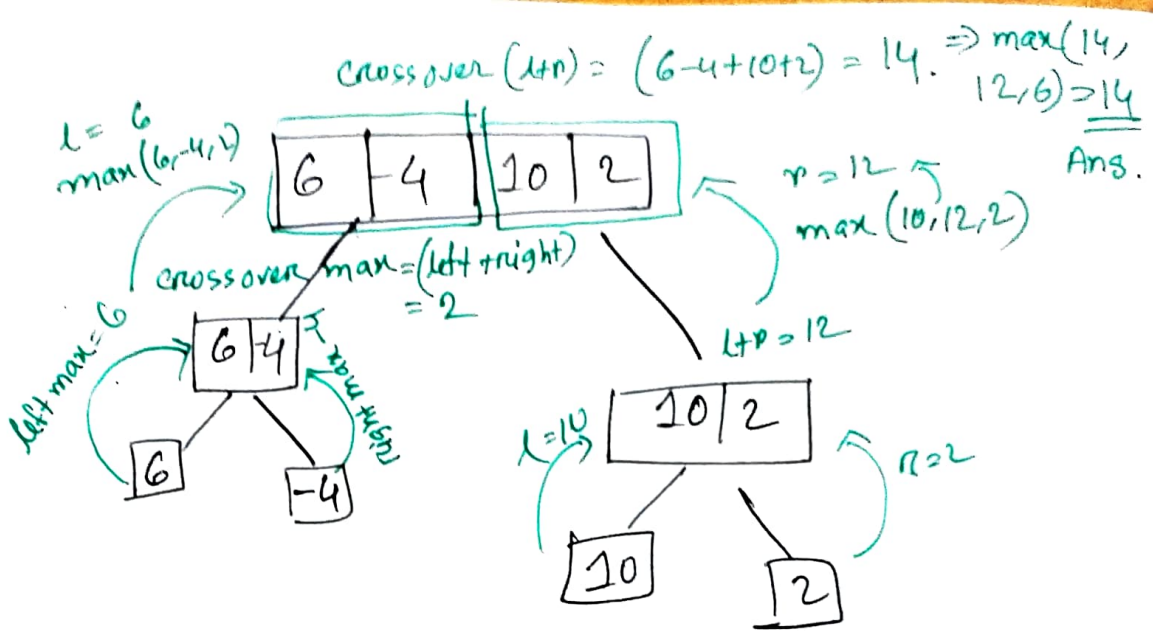 crossover (l+r) = (6-4+10+2) = 14. ⇒ max(14,
12,6) = 14
Ans.
l = 6
max(6,-4,2)
6 -4 10 2
r = 12
max (10,12,2)
crossover max = (left+right)
= 2
left max = 6
6 -4
right max
6
-4
l+r = 12
10 2
l=10
r=2
10
2